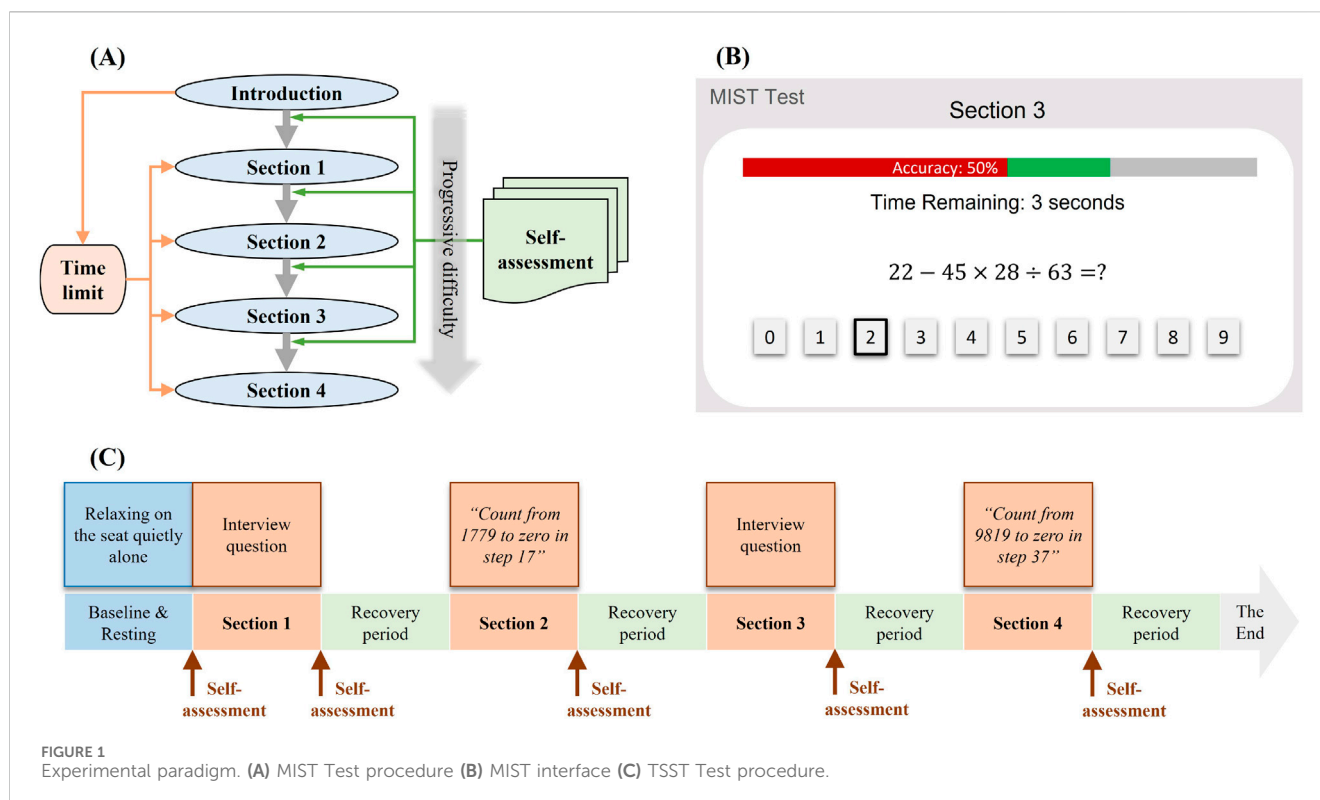 (A)
Introduction
Section 1
Section 2
Section 3
Section 4
Time
limit
Progressive difficulty
Self-
assessment
(B)
MIST Test
Section 3
Accuracy: 50%
Time Remaining: 3 seconds
22 − 45 × 28 ÷ 63 =?
0 1 2 3 4 5 6 7 8 9
(C)
Relaxing on
the seat quietly
alone
Interview
question
“Count from
1779 to zero in
step 17”
Interview
question
“Count from
9819 to zero in
step 37”
Baseline &
Resting
Section 1
Recovery
period
Section 2
Recovery
period
Section 3
Recovery
period
Section 4
Recovery
period
The
End
Self-
assessment
Self-
assessment
Self-
assessment
Self-
assessment
Self-
assessment
FIGURE 1
Experimental paradigm. (A) MIST Test procedure (B) MIST interface (C) TSST Test procedure.